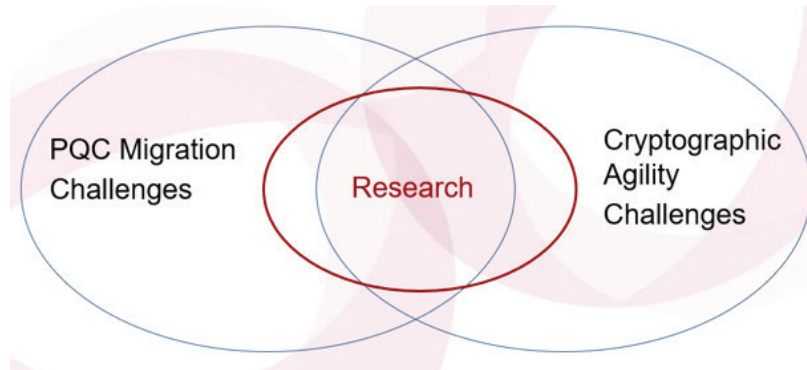 PQC Migration
Challenges
Research
Cryptographic
Agility
Challenges